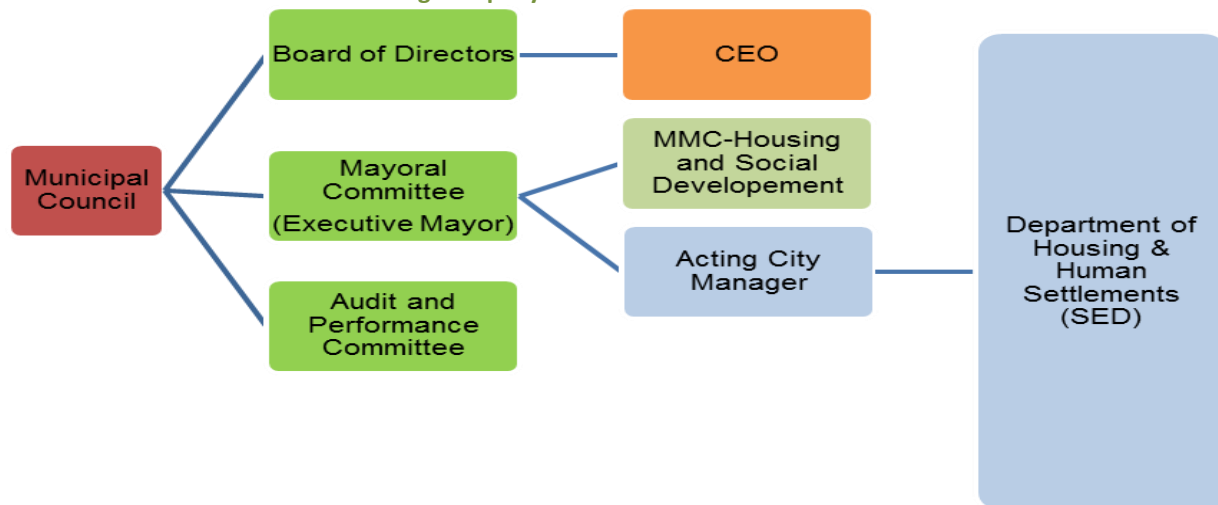 Municipal
Council
Board of Directors
Mayoral
Committee
(Executive Mayor)
Audit and
Performance
Committee
CEO
MMC-Housing
and Social
Developement
Acting City
Manager
Department of
Housing &
Human
Settlements
(SED)